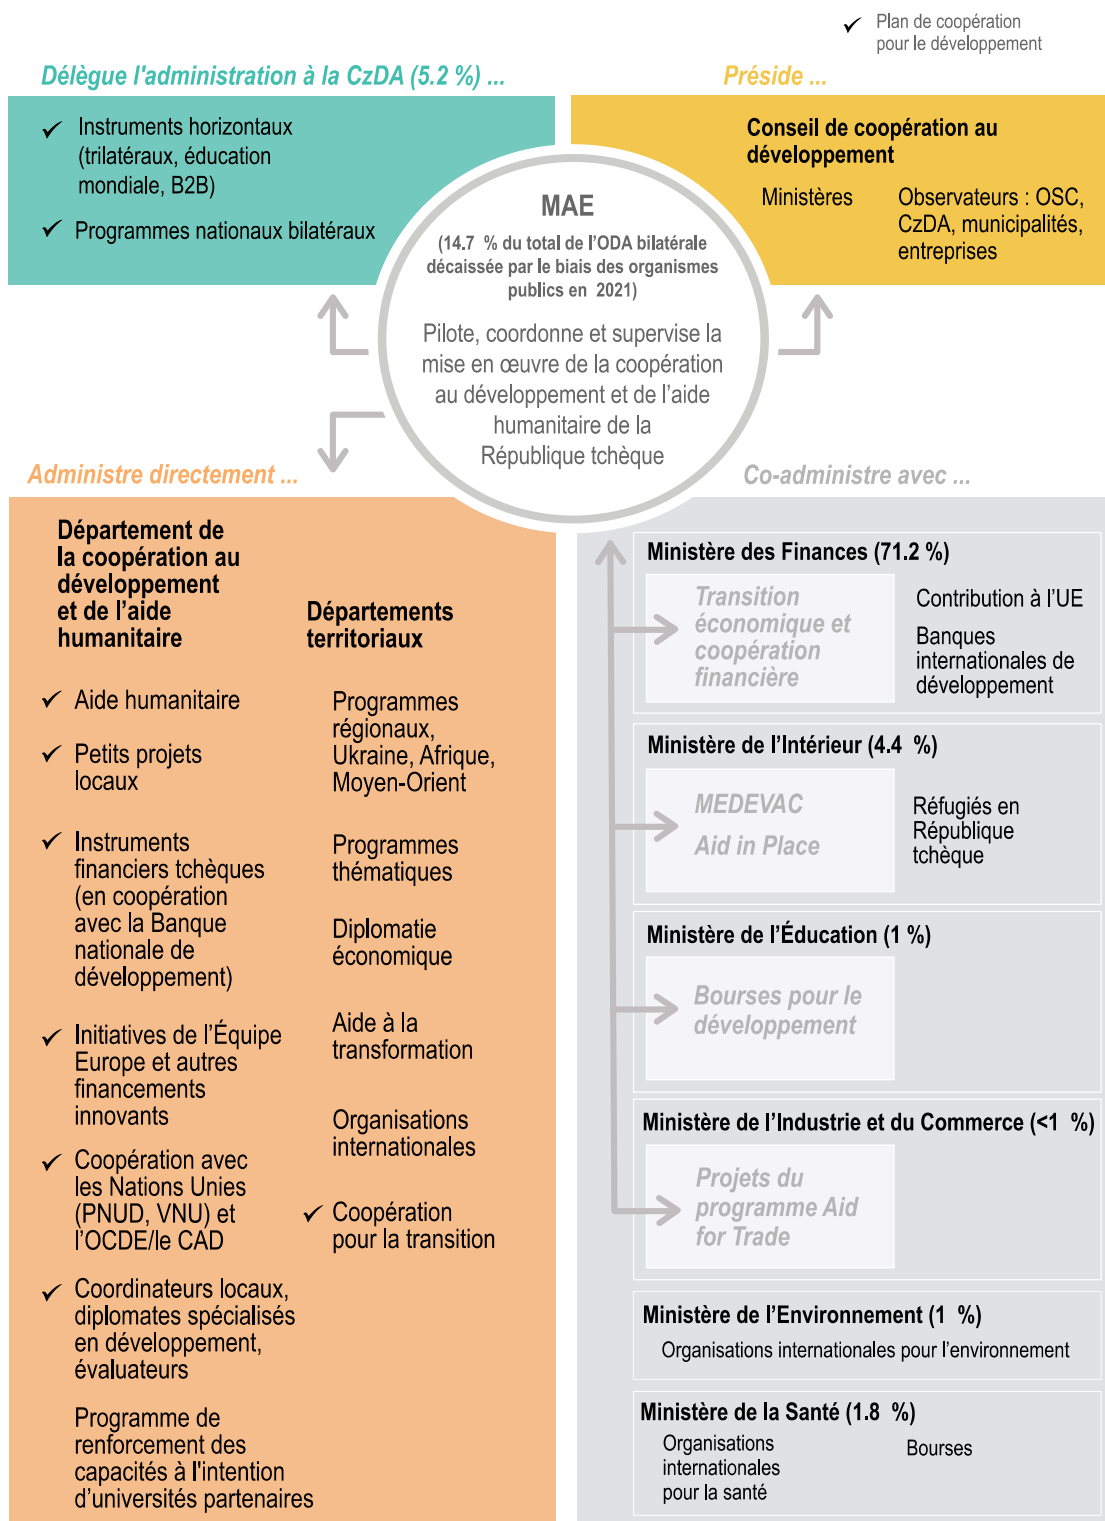 ✓ Plan de coopération
pour le développement
Délègue l'administration à la CzDA (5.2 %) ...
✓ Instruments horizontaux
(trilatéraux, éducation
mondiale, B2B)
✓ Programmes nationaux bilatéraux
Préside ...
Conseil de coopération au
développement
Ministères
Observateurs : OSC,
CzDA, municipalités,
entreprises
MAE
(14.7 % du total de l’ODA bilatérale
décaissée par le biais des organismes
publics en 2021)
Pilote, coordonne et supervise la
mise en œuvre de la coopération
au développement et de l’aide
humanitaire de la
République tchèque
Administre directement ...
Département de
la coopération au
développement
et de l’aide
humanitaire
✓ Aide humanitaire
✓ Petits projets
locaux
✓ Instruments
financiers tchèques
(en coopération
avec la Banque
nationale de
développement)
✓ Initiatives de l’Équipe
Europe et autres
financements
innovants
✓ Coopération avec
les Nations Unies
(PNUD, VNU) et
l’OCDE/le CAD
✓ Coordinateurs locaux,
diplomates spécialisés
en développement,
évaluateurs
Programme de
renforcement des
capacités à l'intention
d’universités partenaires
Départements
territoriaux
Programmes
régionaux,
Ukraine, Afrique,
Moyen-Orient
Programmes
thématiques
Diplomatie
économique
Aide à la
transformation
Organisations
internationales
✓ Coopération
pour la transition
Co-administre avec ...
Ministère des Finances (71.2 %)
Transition
économique et
coopération
financière
Contribution à l’UE
Banques
internationales de
développement
Ministère de l’Intérieur (4.4 %)
MEDEVAC
Aid in Place
Réfugiés en
République
tchèque
Ministère de l’Éducation (1 %)
Bourses pour le
développement
Ministère de l’Industrie et du Commerce (<1 %)
Projets du
programme Aid
for Trade
Ministère de l’Environnement (1 %)
Organisations internationales pour l’environnement
Ministère de la Santé (1.8 %)
Organisations
internationales
pour la santé
Bourses